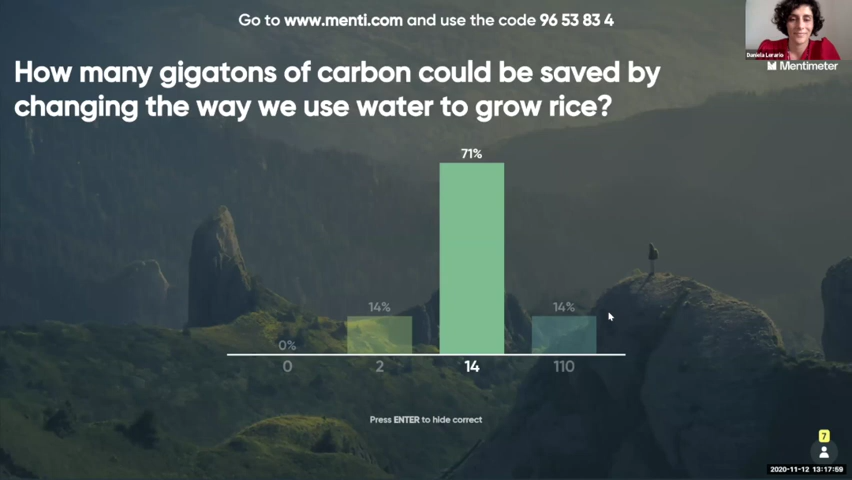 Go to www.menti.com and use the code 96 53 83 4
Daniela Lerario
Mentimeter
How many gigatons of carbon could be saved by
changing the way we use water to grow rice?
71%
14%
14%
0%
0
2
14
110
Press ENTER to hide correct
7
2020-11-12 13:17:59